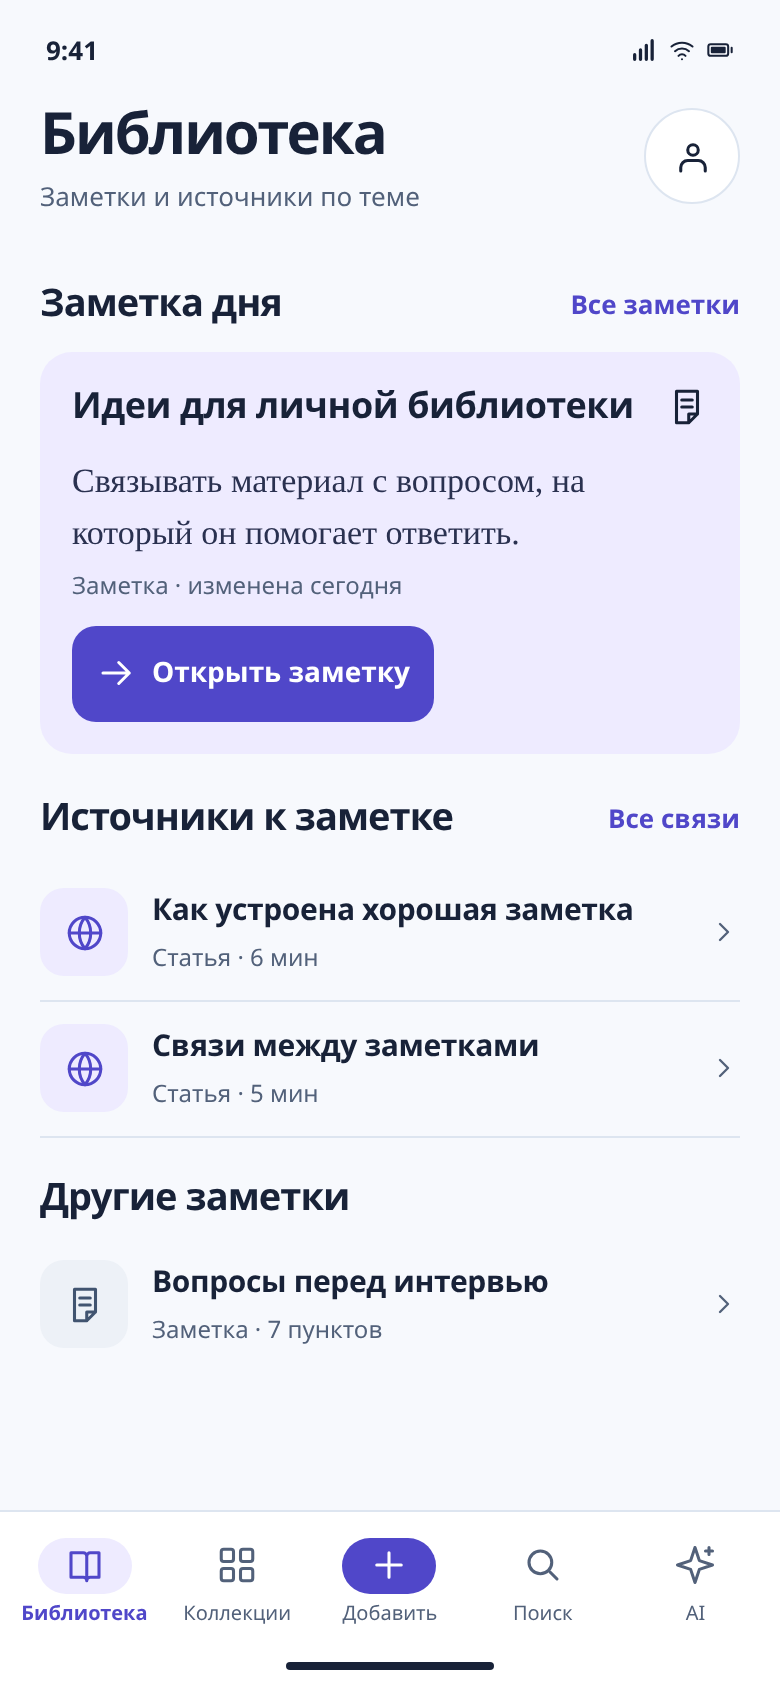 9:41
Библиотека
Заметки и источники по теме
Заметка дня
Все заметки
Идеи для личной библиотеки
Связывать материал с вопросом, на
который он помогает ответить.
Заметка · изменена сегодня
Открыть заметку
Источники к заметке
Все связи
Как устроена хорошая заметка
Статья · 6 мин
Связи между заметками
Статья · 5 мин
Другие заметки
Вопросы перед интервью
Заметка · 7 пунктов
Библиотека
Коллекции
Добавить
Поиск
AI